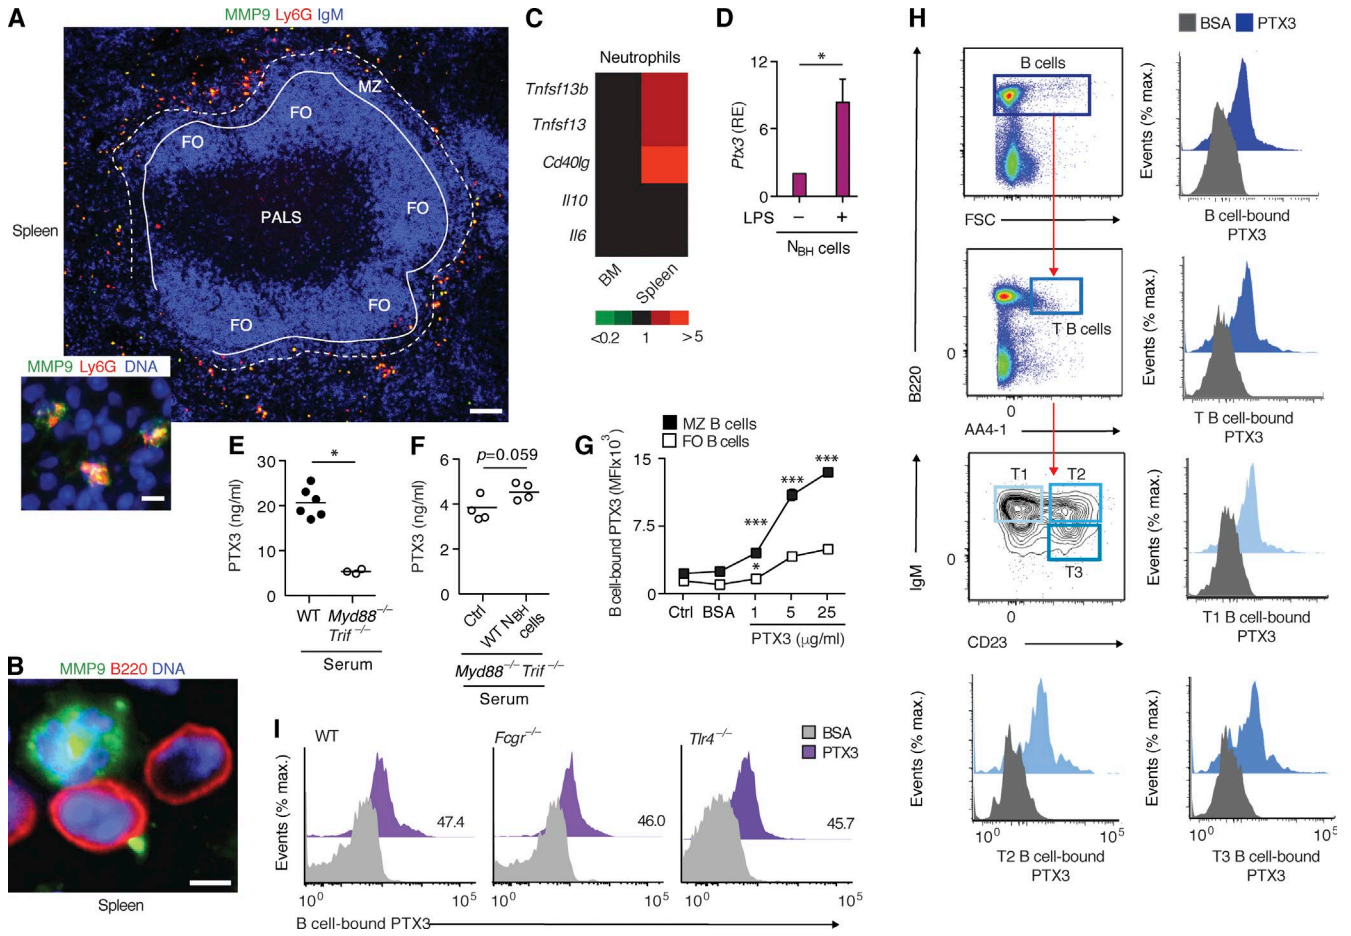 A
MMP9 Ly6G IgM
MZ
FO
FO
FO
PALS
FO
FO
Spleen
MMP9 Ly6G DNA
B
MMP9 B220 DNA
Spleen
C
Neutrophils
Tnfsf13b
Tnfsf13
Cd40lg
Il10
Il6
BM
Spleen
<0.2 1 >5
D
*
12
6
0
Ptx3 (RE)
LPS − +
NBH cells
E
*
30
20
10
0
PTX3 (ng/ml)
WT Myd88−/−
Trif −/−
Serum
F
p=0.059
6
4
2
0
PTX3 (ng/ml)
Ctrl
WT NBH
cells
Myd88−/− Trif −/−
Serum
G
MZ B cells
FO B cells
15
7.5
0
B cell-bound PTX3 (MFIx10³)
***
***
***
*
Ctrl BSA 1 5 25
PTX3 (μg/ml)
H
BSA PTX3
B cells
FSC
Events (% max.)
B cell-bound
PTX3
B220
0
T B cells
0
AA4-1
Events (% max.)
T B cell-bound
PTX3
IgM
0
T1 T2
T3
0
CD23
Events (% max.)
T1 B cell-bound
PTX3
Events (% max.)
10⁰ 10⁵
T2 B cell-bound
PTX3
Events (% max.)
10⁰ 10⁵
T3 B cell-bound
PTX3
I
BSA
PTX3
WT
Fcgr−/−
Tlr4−/−
Events (% max.)
47.4
46.0
45.7
10⁰ 10⁵ 10⁰ 10⁵ 10⁰ 10⁵
B cell-bound PTX3